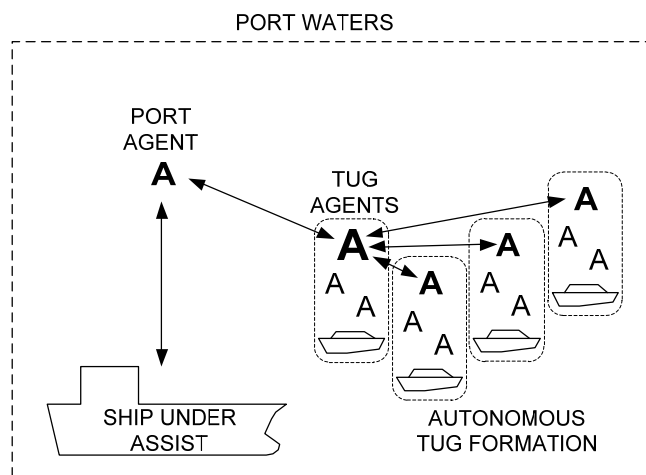 PORT WATERS
PORT
AGENT
A
TUG
AGENTS
A
A
A
A
A
A
A
A
A
A
A
A
SHIP UNDER
ASSIST
AUTONOMOUS
TUG FORMATION